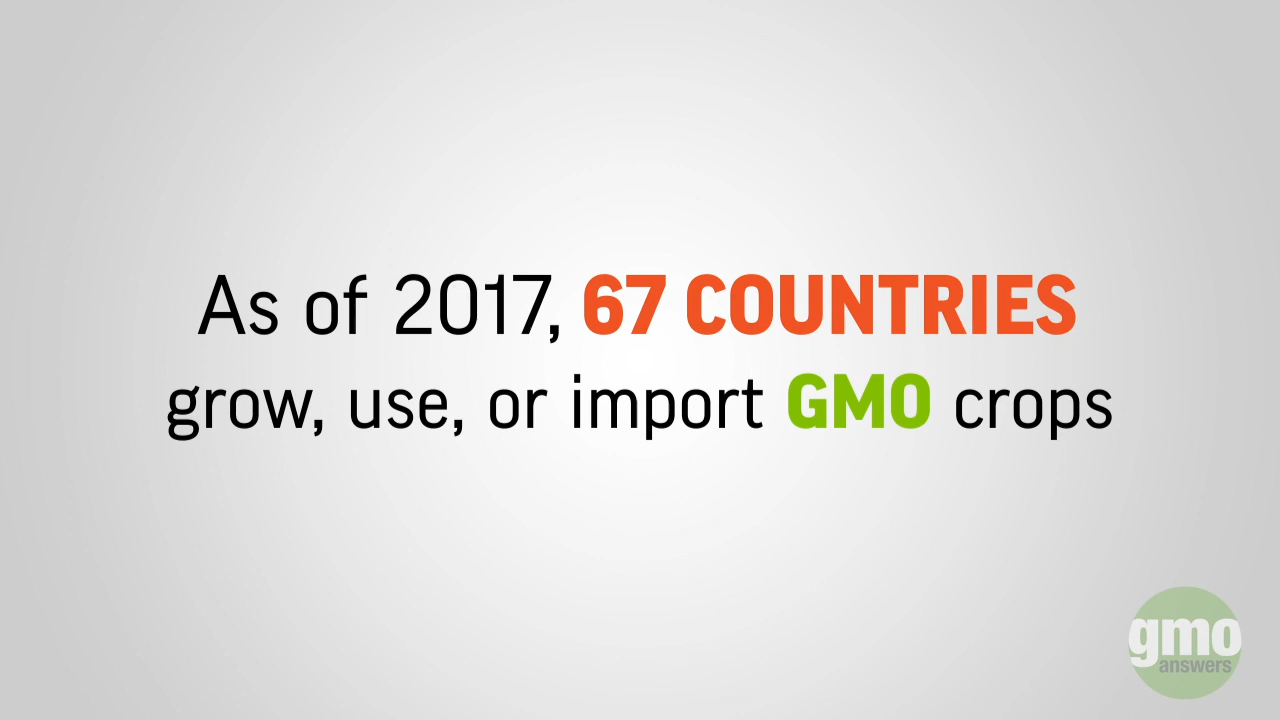 As of 2017, 67 COUNTRIES
grow, use, or import GMO crops
gmo
answers